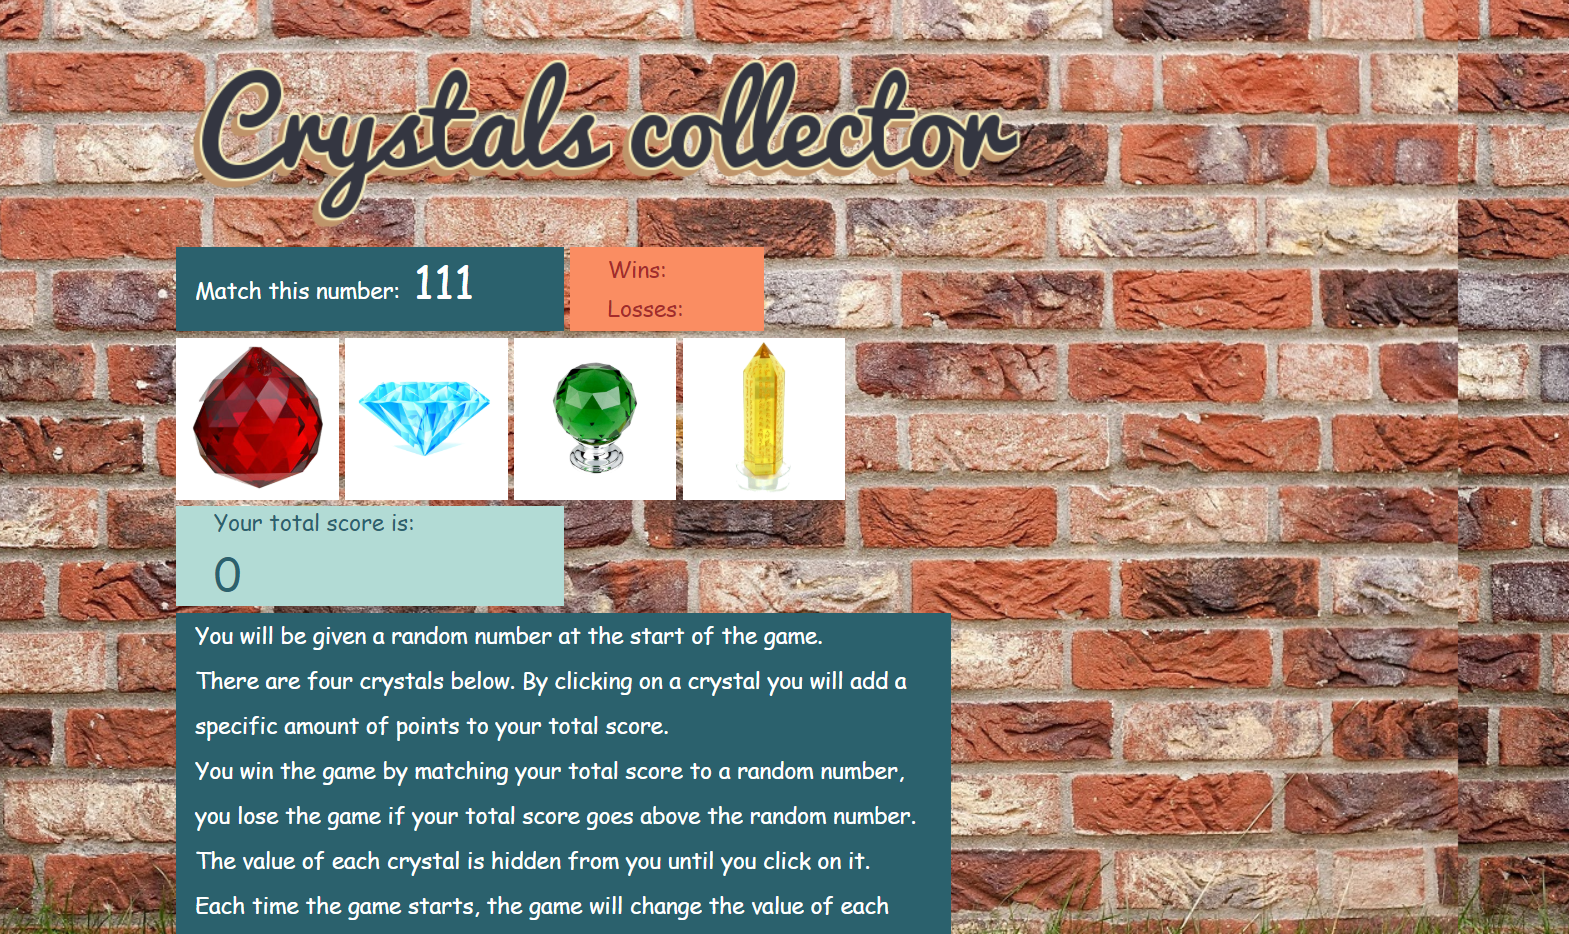 Crystals collector
Match this number: 111
Wins:
Losses:
Your total score is:
0
You will be given a random number at the start of the game.
There are four crystals below. By clicking on a crystal you will add a
specific amount of points to your total score.
You win the game by matching your total score to a random number,
you lose the game if your total score goes above the random number.
The value of each crystal is hidden from you until you click on it.
Each time the game starts, the game will change the value of each